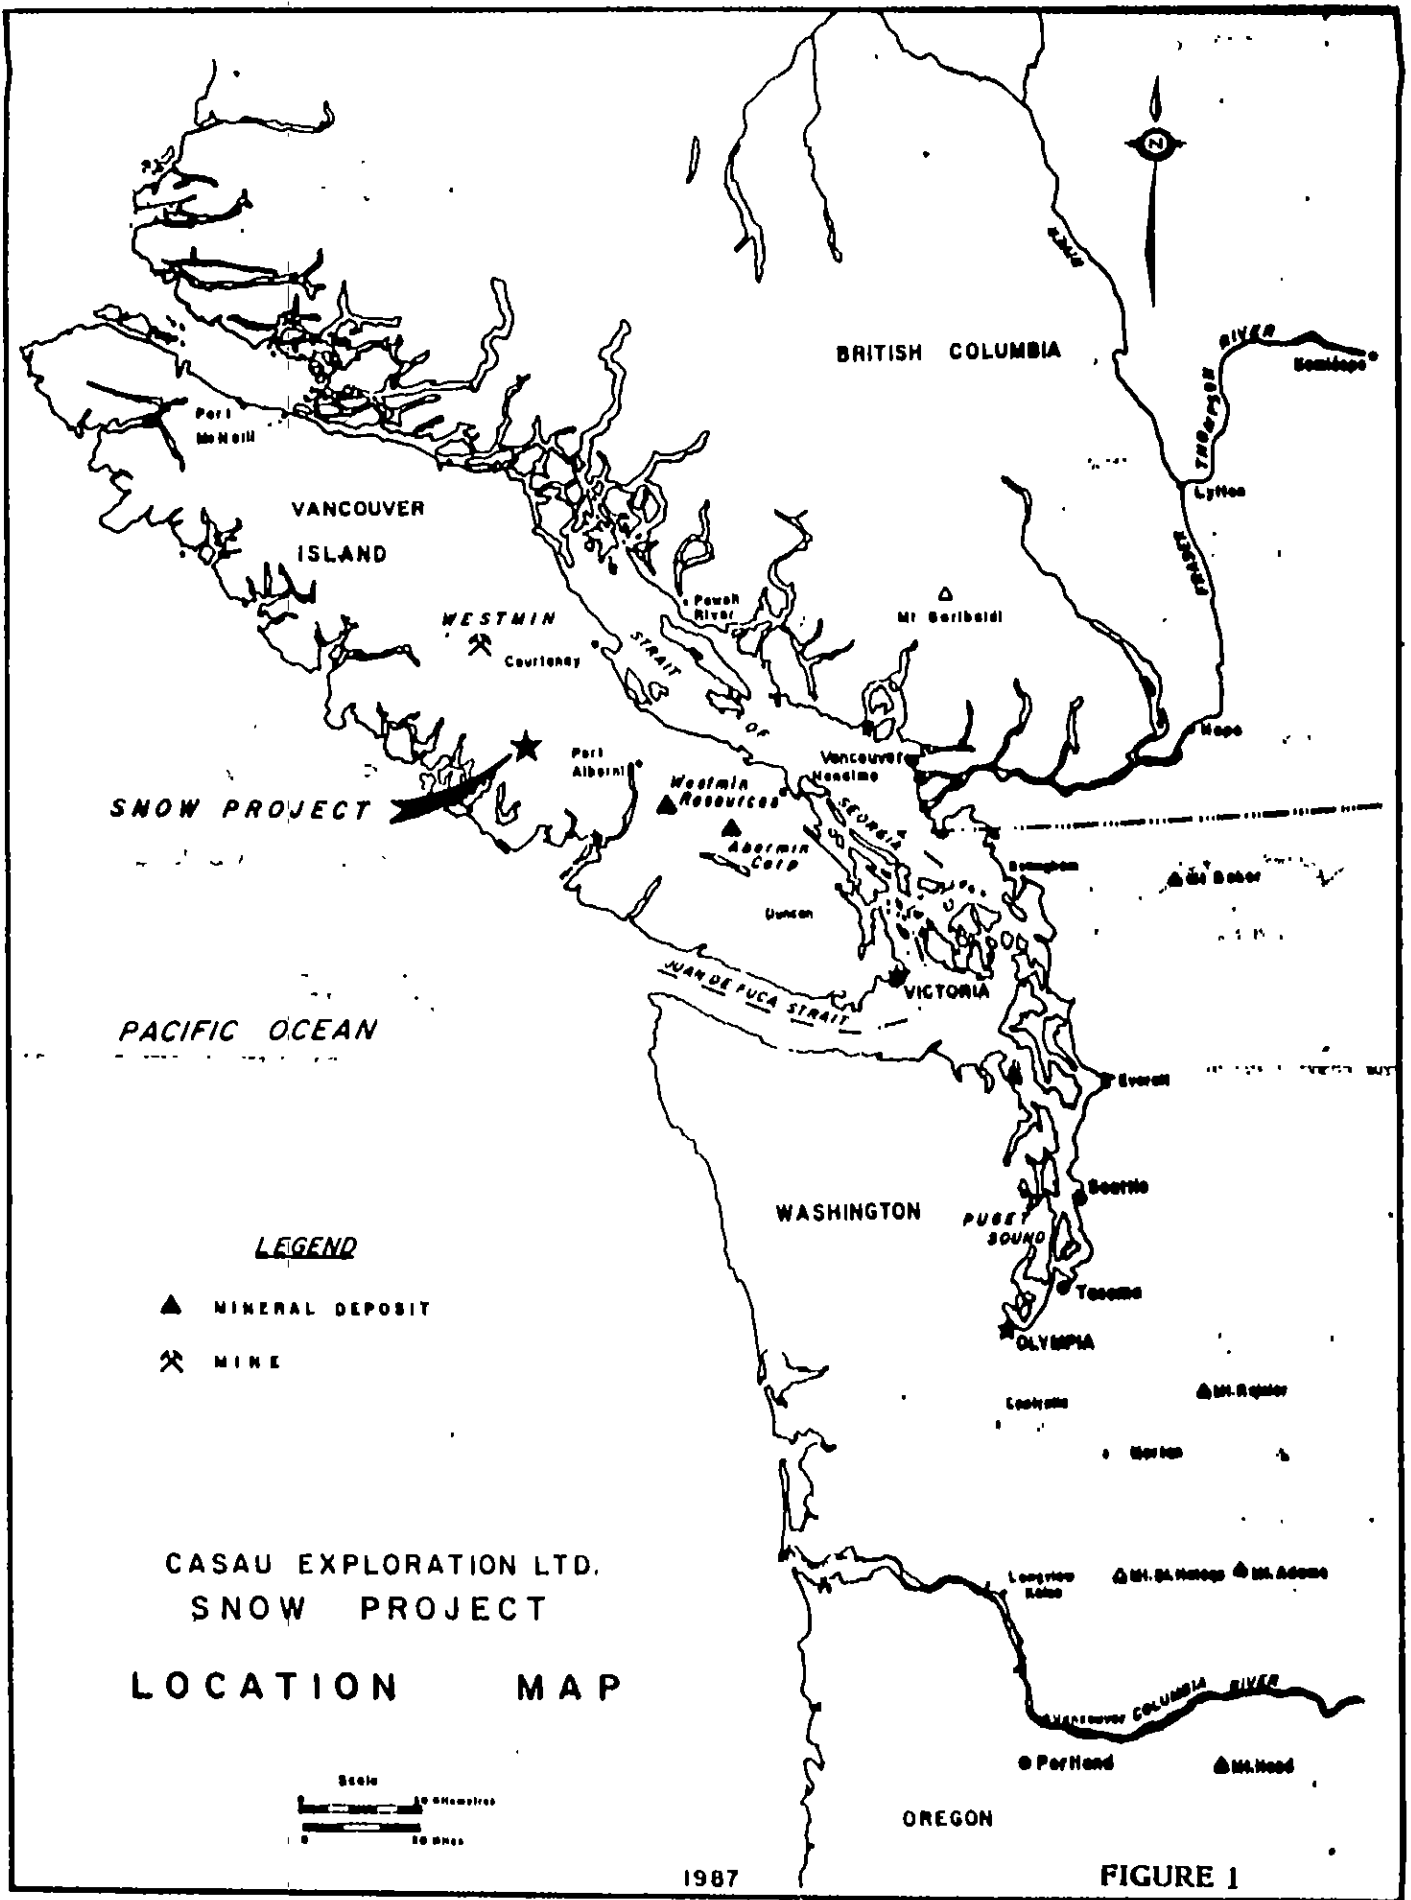 BRITISH COLUMBIA
RIVER
THOMPSON
RIVER
Kamloops
Port
McNeill
Lytton
VANCOUVER
ISLAND
FRASER
WESTMIN
Courtenay
Powell
River
Mt Garibaldi
STRAIT
OF
GEORGIA
Hope
Port
Alberni
Vancouver
Nanaimo
Westmin
Resources
SNOW PROJECT
Abermin
Corp
Bellingham
Mt Baker
Duncan
VICTORIA
JUAN DE FUCA STRAIT
PACIFIC OCEAN
Everett
Seattle
WASHINGTON
PUGET
SOUND
Tacoma
OLYMPIA
LEGEND
MINERAL DEPOSIT
MINE
Centralia
Mt. Rainier
Morton
CASAU EXPLORATION LTD.
SNOW PROJECT
Longview
Kelso
Mt. St. Helens
Mt. Adams
LOCATION MAP
Vancouver
COLUMBIA RIVER
Portland
Mt. Hood
Scale
OREGON
1987
FIGURE 1